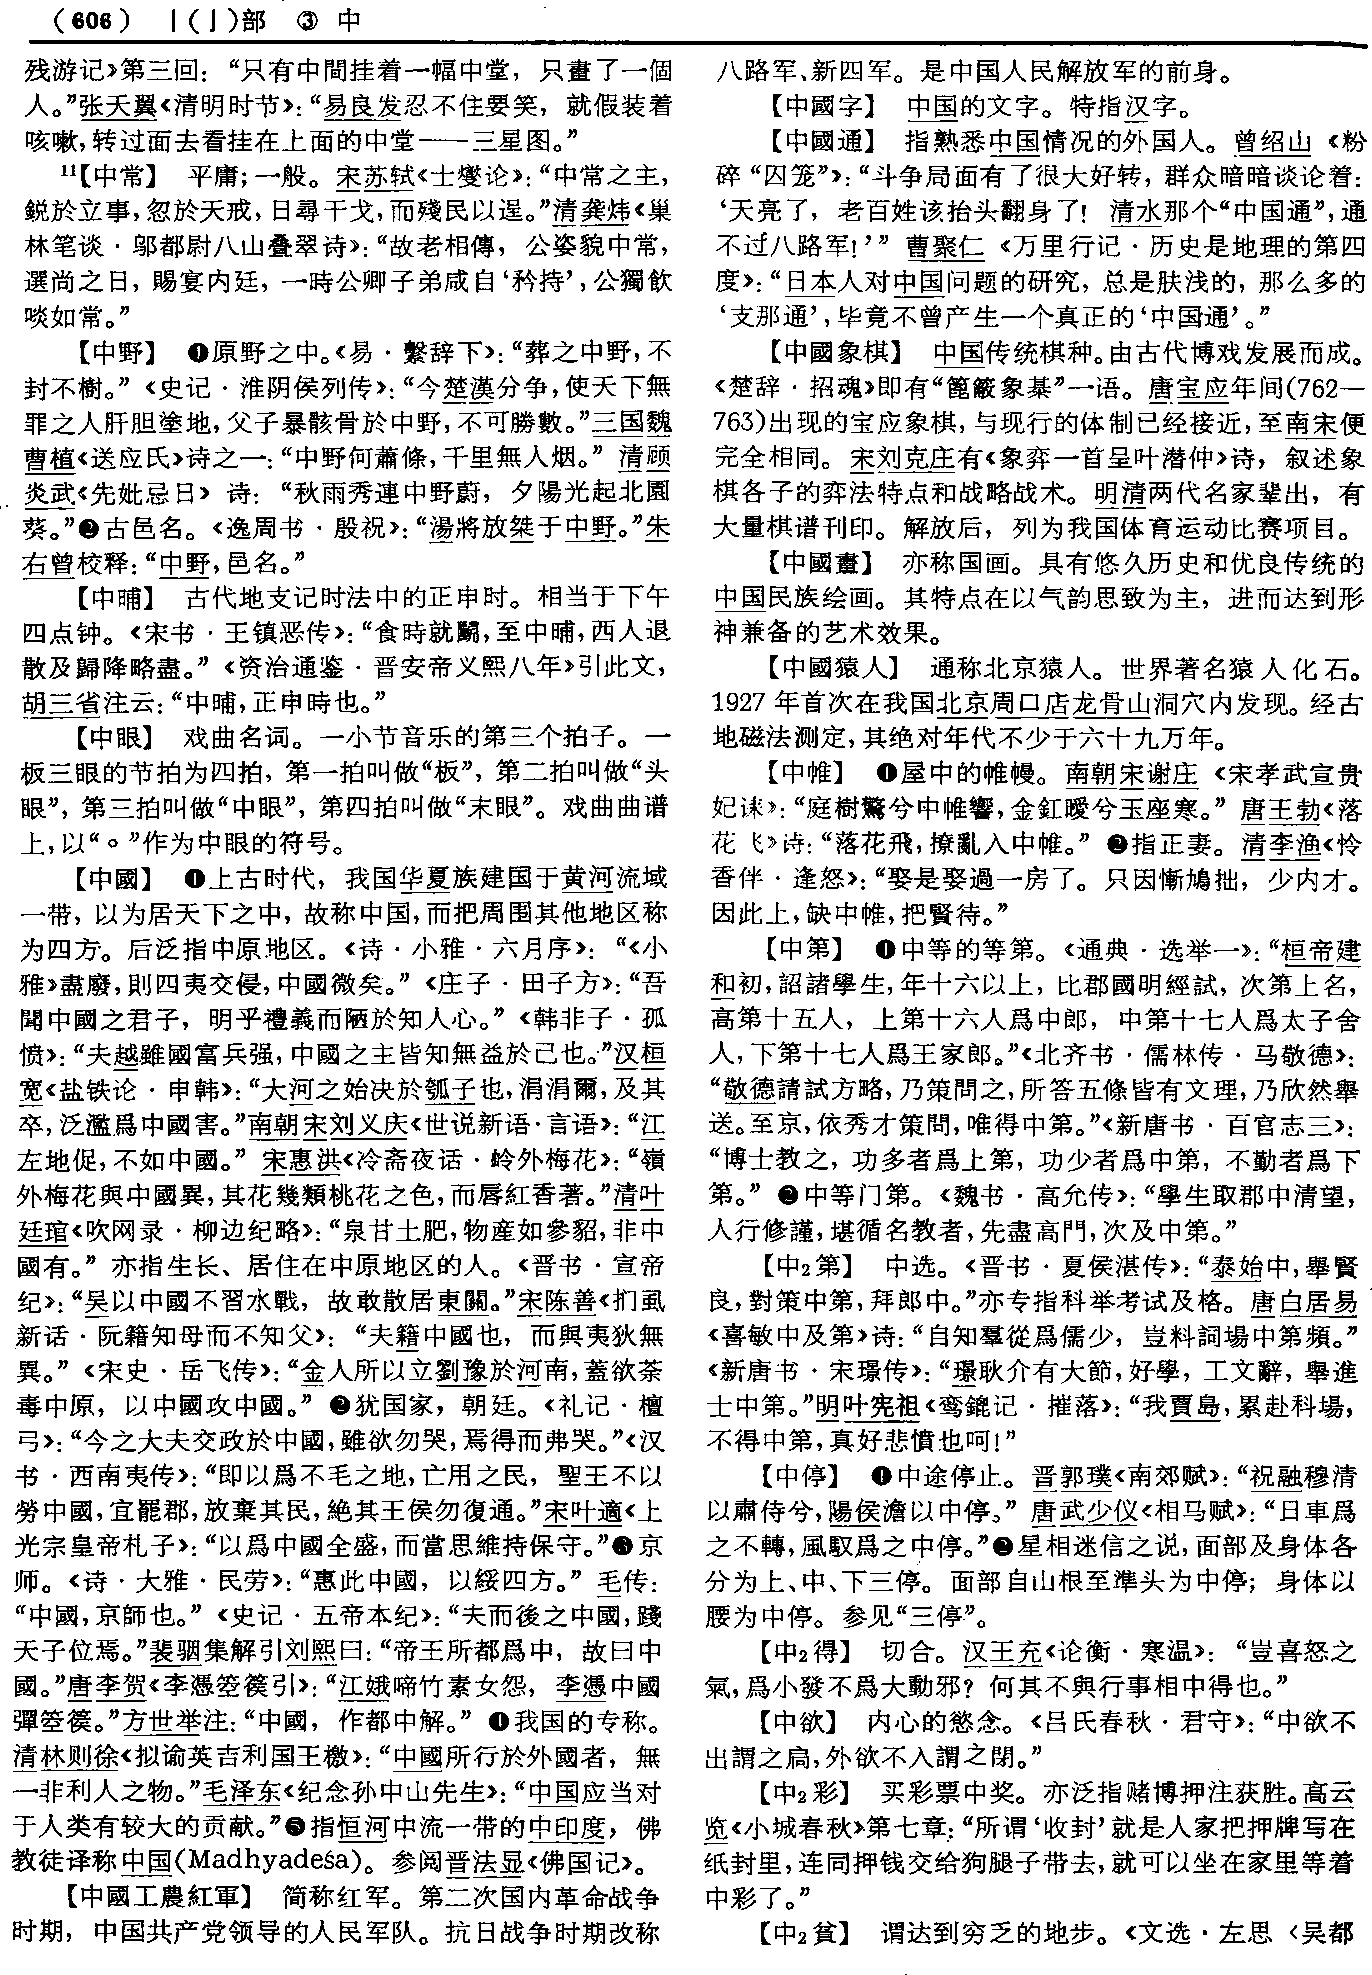 （606） 丨(亅)部 ③ 中
残游记》第三回：“只有中間挂着一幅中堂，只畫了一個
人。”张天翼《清明时节》：“易良发忍不住要笑，就假装着
咳嗽，转过面去看挂在上面的中堂——三星图。”
¹¹【中常】 平庸；一般。宋苏轼《士燮论》：“中常之主，
鋭於立事，忽於天戒，日尋干戈，而殘民以逞。”清龚炜《巢
林笔谈·邬都尉八山叠翠诗》：“故老相傳，公姿貌中常，
選尚之日，賜宴内廷，一時公卿子弟咸自‘矜持’，公獨飲
啖如常。”
【中野】 ❶原野之中。《易·繫辞下》：“葬之中野，不
封不樹。”《史记·淮阴侯列传》：“今楚漢分争，使天下無
罪之人肝胆塗地，父子暴骸骨於中野，不可勝數。”三国魏
曹植《送应氏》诗之一：“中野何蕭條，千里無人烟。”清顾
炎武《先妣忌日》诗：“秋雨秀連中野蔚，夕陽光起北園
葵。”❷古邑名。《逸周书·殷祝》：“湯將放桀于中野。”朱
右曾校释：“中野，邑名。”
【中晡】 古代地支记时法中的正申时。相当于下午
四点钟。《宋书·王镇恶传》：“食時就鬭，至中晡，西人退
散及歸降略盡。”《资治通鉴·晋安帝义熙八年》引此文，
胡三省注云：“中晡，正申時也。”
【中眼】 戏曲名词。一小节音乐的第三个拍子。一
板三眼的节拍为四拍，第一拍叫做“板”，第二拍叫做“头
眼”，第三拍叫做“中眼”，第四拍叫做“末眼”。戏曲曲谱
上，以“∘”作为中眼的符号。
【中國】 ❶上古时代，我国华夏族建国于黄河流域
一带，以为居天下之中，故称中国，而把周围其他地区称
为四方。后泛指中原地区。《诗·小雅·六月序》：“《小
雅》盡廢，則四夷交侵，中國微矣。”《庄子·田子方》：“吾
聞中國之君子，明乎禮義而陋於知人心。”《韩非子·孤
愤》：“夫越雖國富兵强，中國之主皆知無益於己也。”汉桓
宽《盐铁论·申韩》：“大河之始决於瓠子也，涓涓爾，及其
卒，泛濫爲中國害。”南朝宋刘义庆《世说新语·言语》：“江
左地促，不如中國。”宋惠洪《冷斋夜话·岭外梅花》：“嶺
外梅花與中國異，其花幾類桃花之色，而唇紅香著。”清叶
廷琯《吹网录·柳边纪略》：“泉甘土肥，物産如參貂，非中
國有。”亦指生长、居住在中原地区的人。《晋书·宣帝
纪》：“吴以中國不習水戰，故敢散居東關。”宋陈善《扪虱
新话·阮籍知母而不知父》：“夫籍中國也，而與夷狄無
異。”《宋史·岳飞传》：“金人所以立劉豫於河南，蓋欲荼
毒中原，以中國攻中國。”❷犹国家，朝廷。《礼记·檀
弓》：“今之大夫交政於中國，雖欲勿哭，焉得而弗哭。”《汉
书·西南夷传》：“即以爲不毛之地，亡用之民，聖王不以
勞中國，宜罷郡，放棄其民，絶其王侯勿復通。”宋叶適《上
光宗皇帝札子》：“以爲中國全盛，而當思維持保守。”❸京
师。《诗·大雅·民劳》：“惠此中國，以綏四方。”毛传：
“中國，京師也。”《史记·五帝本纪》：“夫而後之中國，踐
天子位焉。”裴骃集解引刘熙曰：“帝王所都爲中，故曰中
國。”唐李贺《李慿箜篌引》：“江娥啼竹素女怨，李慿中國
彈箜篌。”方世举注：“中國，作都中解。”❹我国的专称。
清林则徐《拟谕英吉利国王檄》：“中國所行於外國者，無
一非利人之物。”毛泽东《纪念孙中山先生》：“中国应当对
于人类有较大的贡献。”❺指恒河中流一带的中印度，佛
教徒译称中国(Madhyadeśa)。参阅晋法显《佛国记》。
【中國工農紅軍】 简称红军。第二次国内革命战争
时期，中国共产党领导的人民军队。抗日战争时期改称
八路军、新四军。是中国人民解放军的前身。
【中國字】 中国的文字。特指汉字。
【中國通】 指熟悉中国情况的外国人。曾绍山《粉
碎“囚笼”》：“斗争局面有了很大好转，群众暗暗谈论着：
‘天亮了，老百姓该抬头翻身了！清水那个“中国通”，通
不过八路军！’”曹聚仁《万里行记·历史是地理的第四
度》：“日本人对中国问题的研究，总是肤浅的，那么多的
‘支那通’，毕竟不曾产生一个真正的‘中国通’。”
【中國象棋】 中国传统棋种。由古代博戏发展而成。
《楚辞·招魂》即有“菎蔽象棊”一语。唐宝应年间(762—
763)出现的宝应象棋，与现行的体制已经接近，至南宋便
完全相同。宋刘克庄有《象弈一首呈叶潜仲》诗，叙述象
棋各子的弈法特点和战略战术。明清两代名家辈出，有
大量棋谱刊印。解放后，列为我国体育运动比赛项目。
【中國畫】 亦称国画。具有悠久历史和优良传统的
中国民族绘画。其特点在以气韵思致为主，进而达到形
神兼备的艺术效果。
【中國猿人】 通称北京猿人。世界著名猿人化石。
1927年首次在我国北京周口店龙骨山洞穴内发现。经古
地磁法测定，其绝对年代不少于六十九万年。
【中帷】 ❶屋中的帷幔。南朝宋谢庄《宋孝武宣贵
妃诔》：“庭樹驚兮中帷響，金釭曖兮玉座寒。”唐王勃《落
花飞》诗：“落花飛，撩亂入中帷。”❷指正妻。清李渔《怜
香伴·逢怒》：“娶是娶過一房了。只因慚鳩拙，少内才。
因此上，缺中帷，把賢待。”
【中第】 ❶中等的等第。《通典·选举一》：“桓帝建
和初，詔諸學生，年十六以上，比郡國明經試，次第上名，
高第十五人，上第十六人爲中郎，中第十七人爲太子舍
人，下第十七人爲王家郎。”《北齐书·儒林传·马敬德》：
“敬德請試方略，乃策問之，所答五條皆有文理，乃欣然舉
送。至京，依秀才策問，唯得中第。”《新唐书·百官志三》：
“博士教之，功多者爲上第，功少者爲中第，不勤者爲下
第。”❷中等门第。《魏书·高允传》：“學生取郡中清望，
人行修謹，堪循名教者，先盡高門，次及中第。”
【中₂第】 中选。《晋书·夏侯湛传》：“泰始中，舉賢
良，對策中第，拜郎中。”亦专指科举考试及格。唐白居易
《喜敏中及第》诗：“自知羣從爲儒少，豈料詞場中第頻。”
《新唐书·宋璟传》：“璟耿介有大節，好學，工文辭，舉進
士中第。”明叶宪祖《鸾鎞记·摧落》：“我賈島，累赴科場，
不得中第，真好悲憤也呵！”
【中停】 ❶中途停止。晋郭璞《南郊赋》：“祝融穆清
以肅侍兮，陽侯澹以中停。”唐武少仪《相马赋》：“日車爲
之不轉，風馭爲之中停。”❷星相迷信之说，面部及身体各
分为上、中、下三停。面部自山根至準头为中停；身体以
腰为中停。参见“三停”。
【中₂得】 切合。汉王充《论衡·寒温》：“豈喜怒之
氣，爲小發不爲大動邪？何其不與行事相中得也。”
【中欲】 内心的慾念。《吕氏春秋·君守》：“中欲不
出謂之扃，外欲不入謂之閉。”
【中₂彩】 买彩票中奖。亦泛指赌博押注获胜。高云
览《小城春秋》第七章：“所谓‘收封’就是人家把押牌写在
纸封里，连同押钱交给狗腿子带去，就可以坐在家里等着
中彩了。”
【中₂貧】 谓达到穷乏的地步。《文选·左思〈吴都